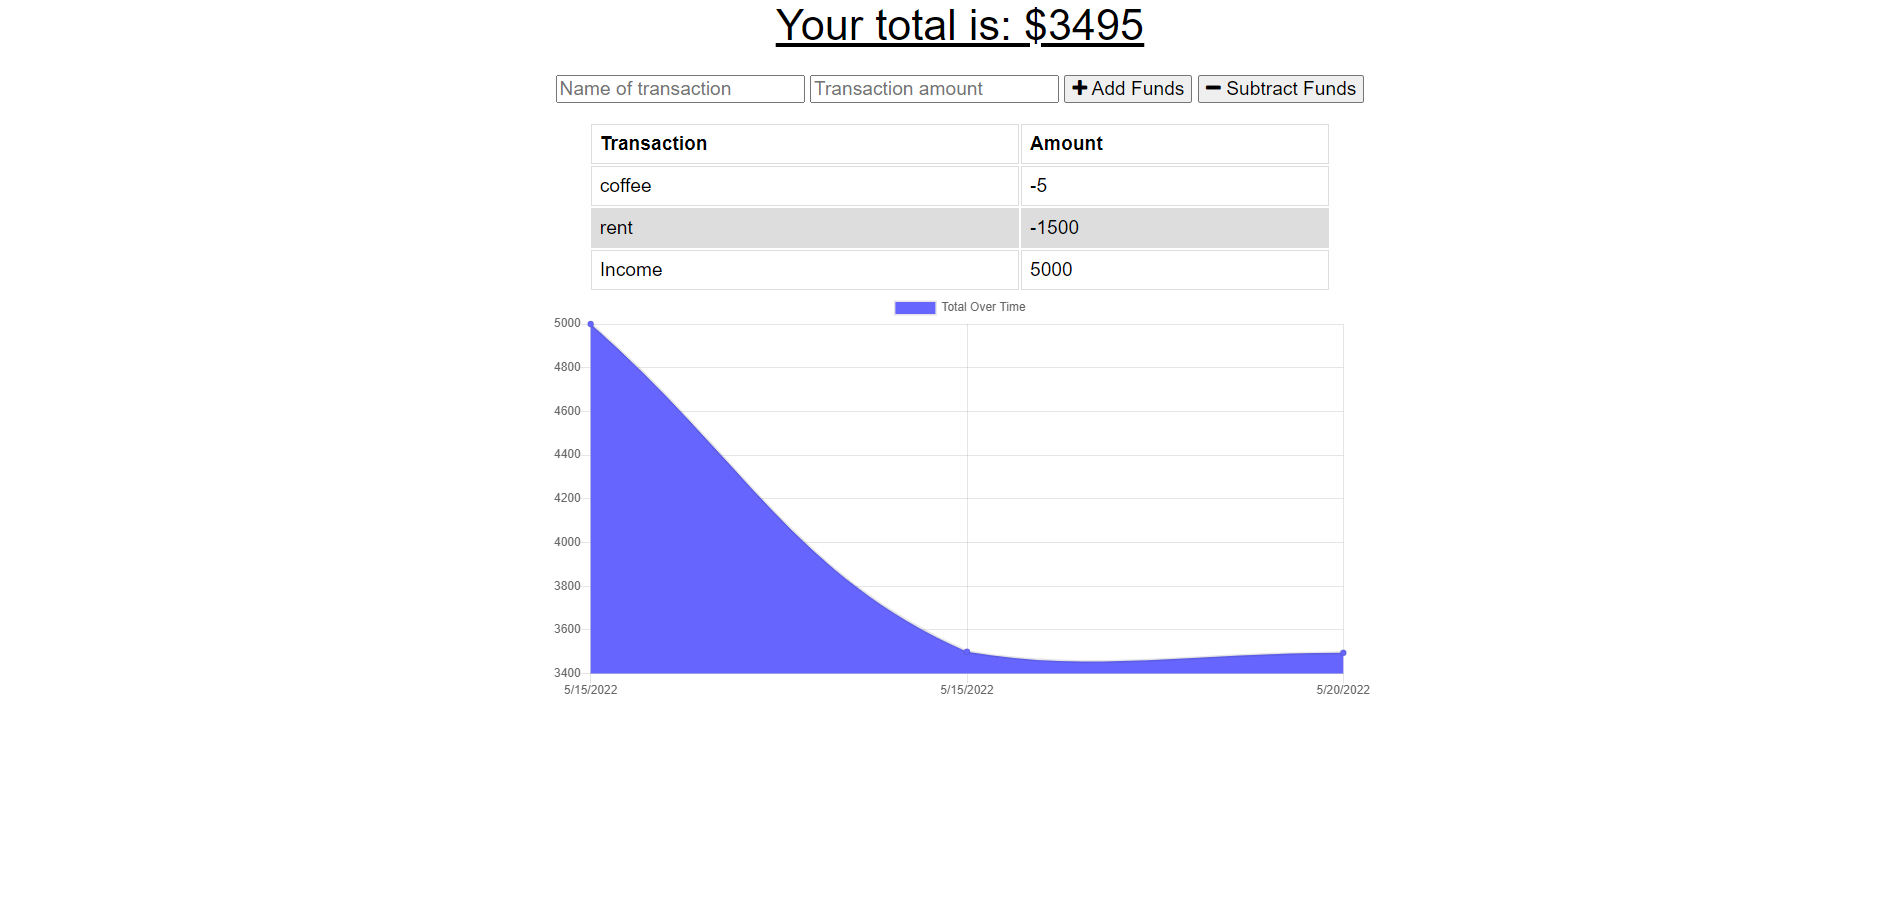 Your total is: $3495
Name of transaction Transaction amount Add Funds Subtract Funds
Transaction Amount
coffee -5
rent -1500
Income 5000
Total Over Time
5000
4800
4600
4400
4200
4000
3800
3600
3400
5/15/2022 5/15/2022 5/20/2022